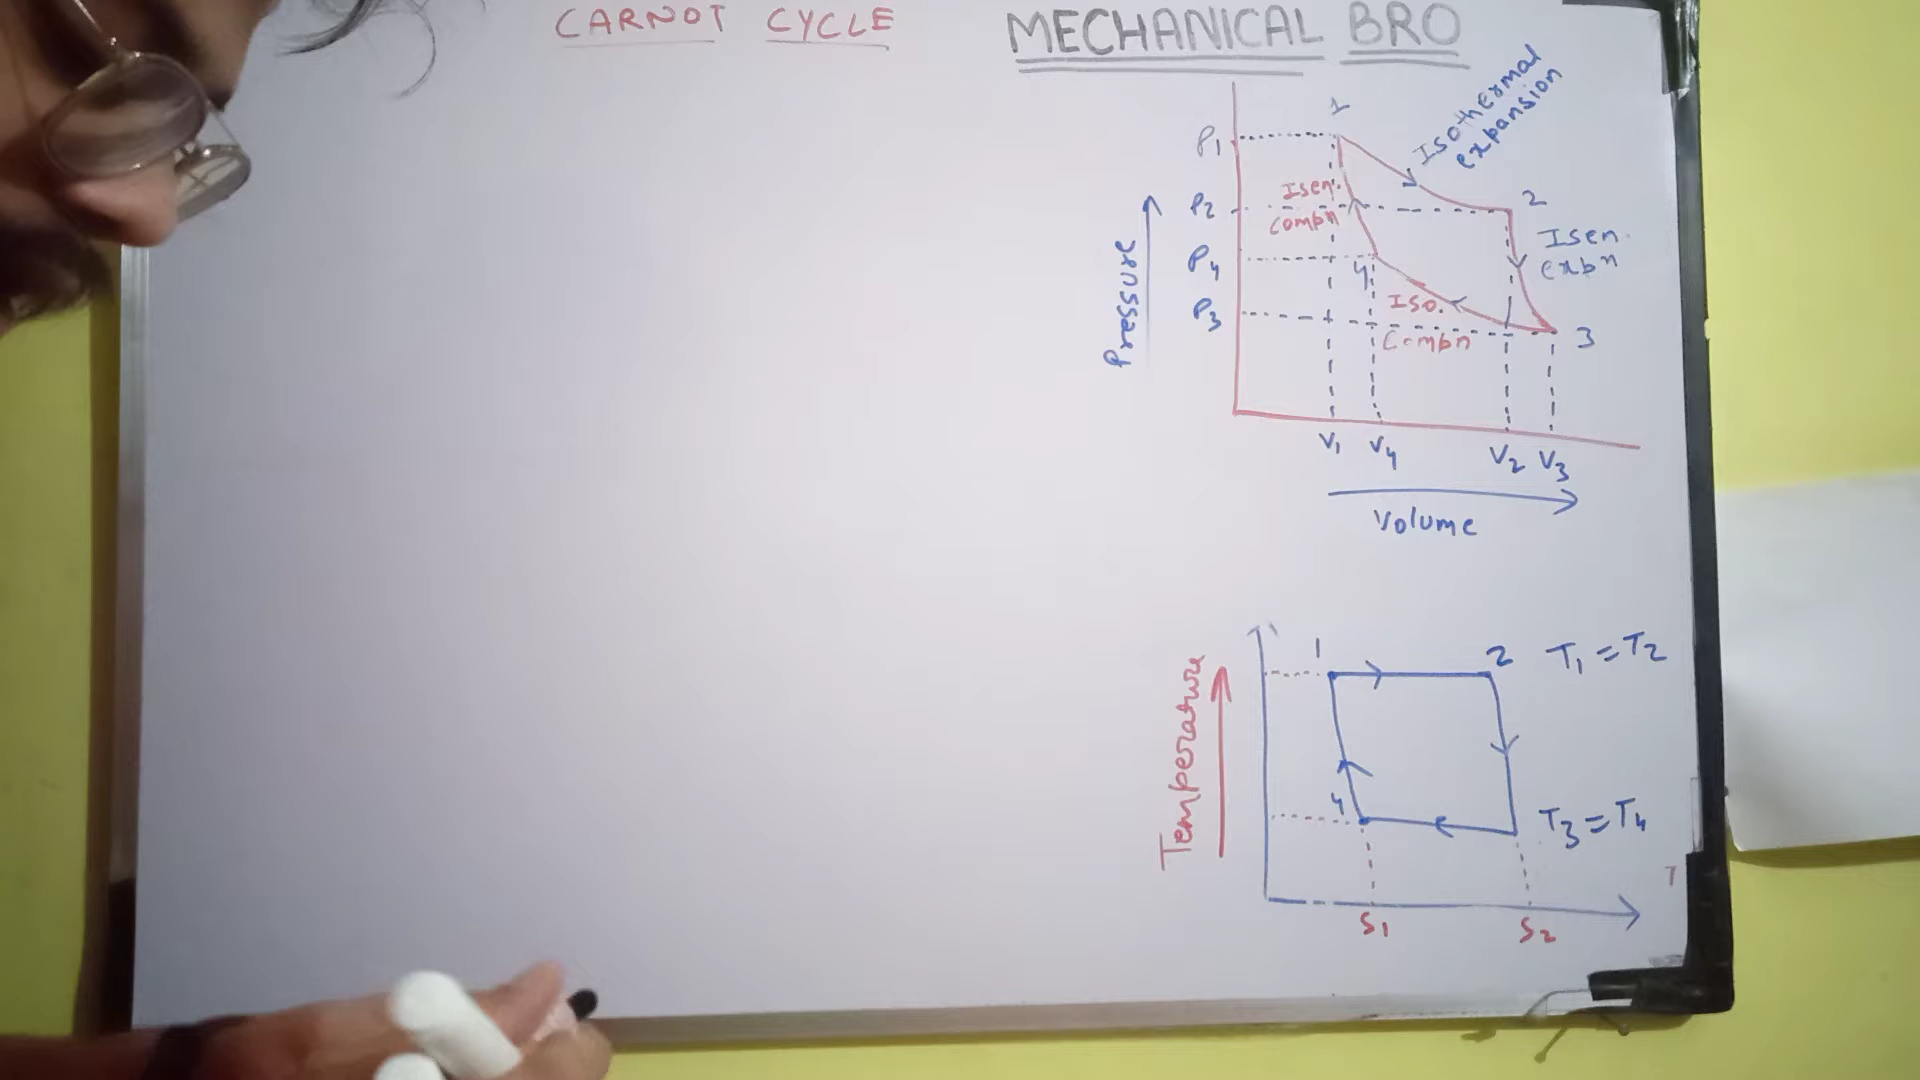 CARNOT CYCLE
MECHANICAL BRO
1
Isothermal
expansion
P1
Isen.
Compn
P2
2
Isen.
expn
P4
4
Iso.
Compn
P3
3
Pressure
V1 V4 V2 V3
Volume
1
2
T1 = T2
Temperature
4
T3 = T4
S1
S2